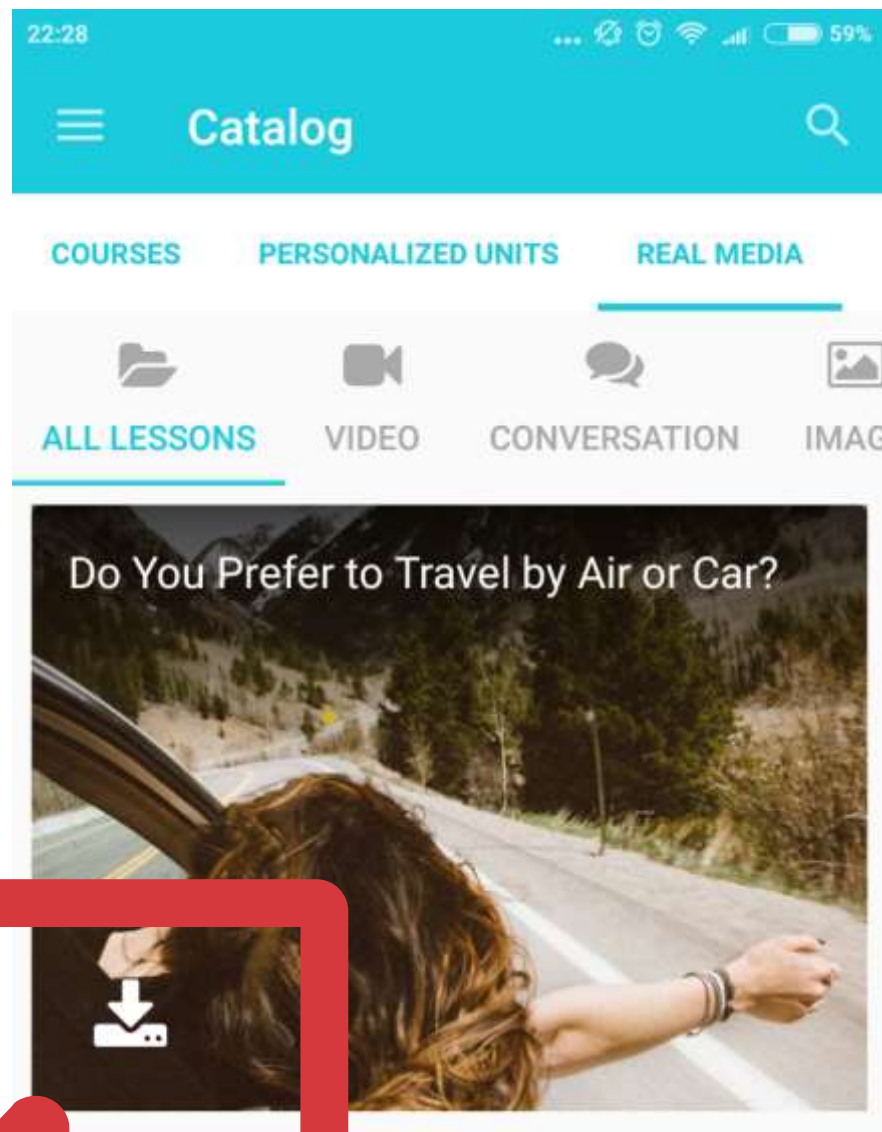 22:28 ... 59%
Catalog
COURSES PERSONALIZED UNITS REAL MEDIA
ALL LESSONS VIDEO CONVERSATION IMAG
Do You Prefer to Travel by Air or Car?